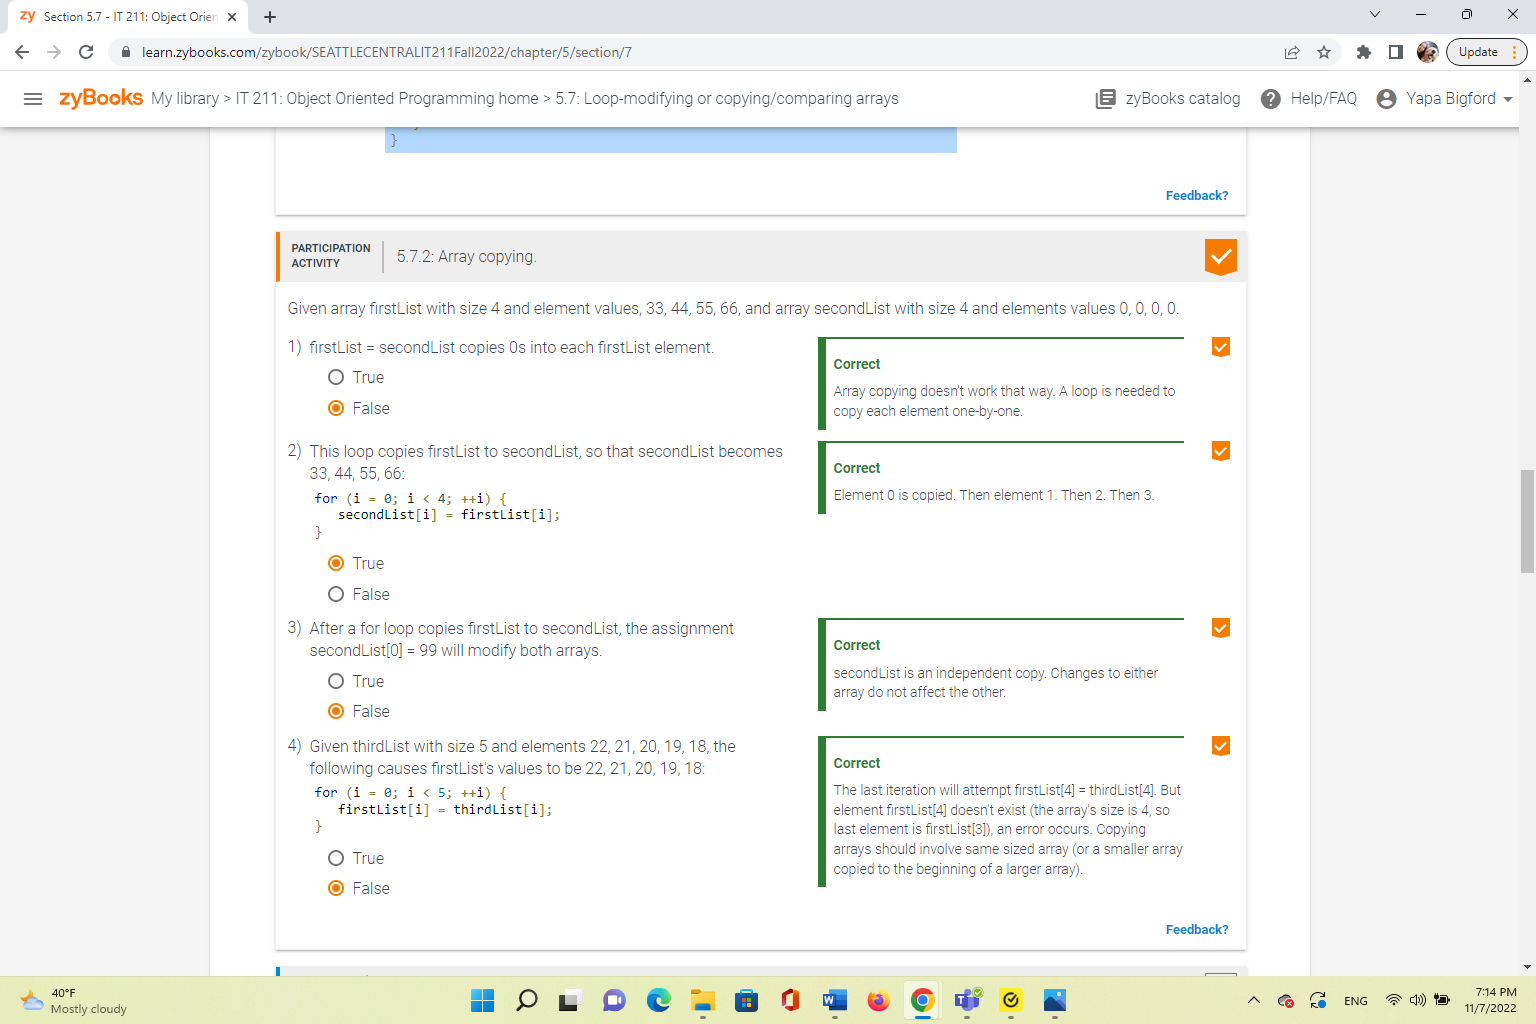 zy Section 5.7 - IT 211: Object Orien
learn.zybooks.com/zybook/SEATTLECENTRALIT211Fall2022/chapter/5/section/7
Update
zyBooks My library > IT 211: Object Oriented Programming home > 5.7: Loop-modifying or copying/comparing arrays
zyBooks catalog
Help/FAQ
Yapa Bigford
}
Feedback?
PARTICIPATION
ACTIVITY
5.7.2: Array copying.
Given array firstList with size 4 and element values, 33, 44, 55, 66, and array secondList with size 4 and elements values 0, 0, 0, 0.
1) firstList = secondList copies 0s into each firstList element.
True
False
Correct
Array copying doesn't work that way. A loop is needed to
copy each element one-by-one.
2) This loop copies firstList to secondList, so that secondList becomes
33, 44, 55, 66:
for (i = 0; i < 4; ++i) {
secondList[i] = firstList[i];
}
True
False
Correct
Element 0 is copied. Then element 1. Then 2. Then 3.
3) After a for loop copies firstList to secondList, the assignment
secondList[0] = 99 will modify both arrays.
True
False
Correct
secondList is an independent copy. Changes to either
array do not affect the other.
4) Given thirdList with size 5 and elements 22, 21, 20, 19, 18, the
following causes firstList's values to be 22, 21, 20, 19, 18:
for (i = 0; i < 5; ++i) {
firstList[i] = thirdList[i];
}
True
False
Correct
The last iteration will attempt firstList[4] = thirdList[4]. But
element firstList[4] doesn't exist (the array's size is 4, so
last element is firstList[3]), an error occurs. Copying
arrays should involve same sized array (or a smaller array
copied to the beginning of a larger array).
Feedback?
40°F
Mostly cloudy
ENG
7:14 PM
11/7/2022